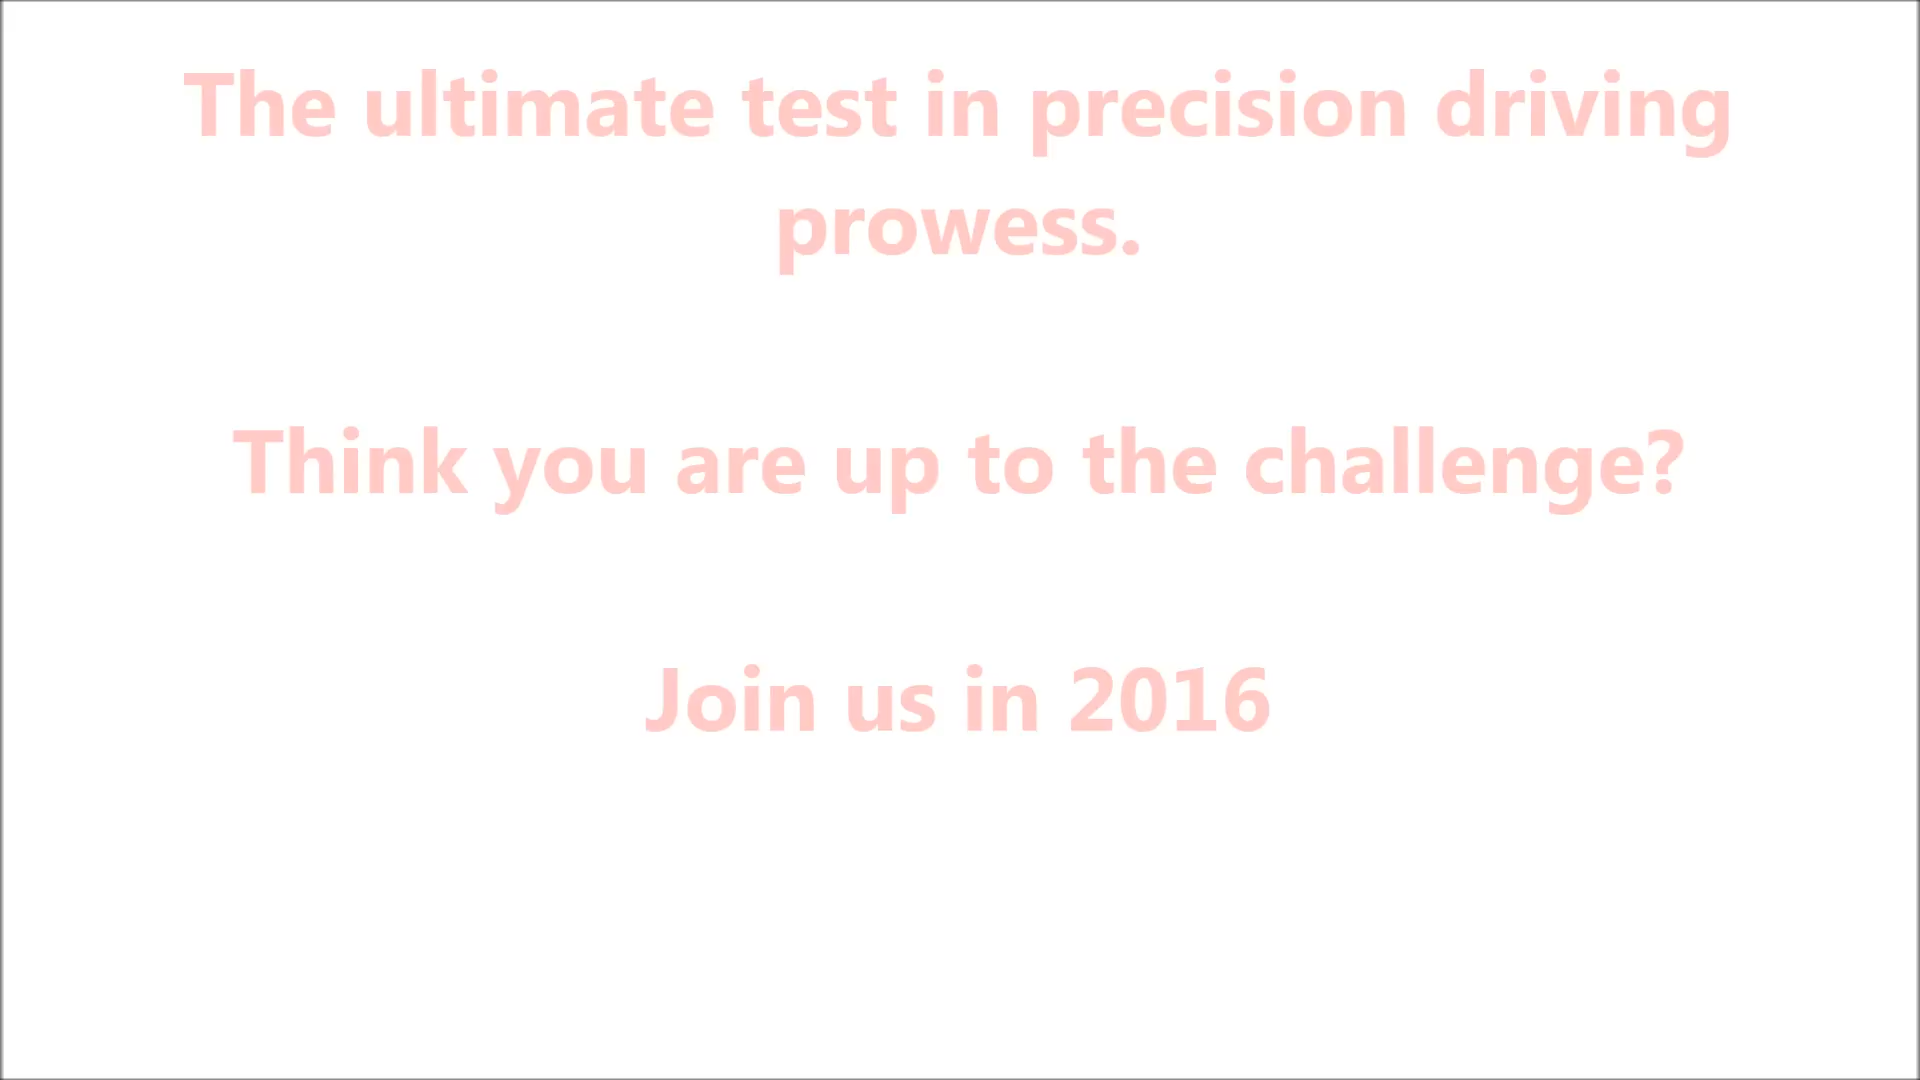 The ultimate test in precision driving
prowess.
Think you are up to the challenge?
Join us in 2016